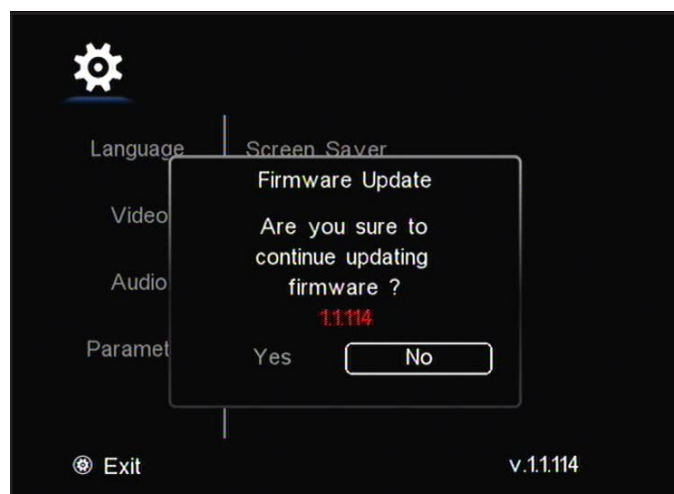 Language
Screen Saver
Firmware Update
Video
Are you sure to
continue updating
Audio
firmware ?
1.1.114
Paramet
Yes
No
Exit
v.1.1.114